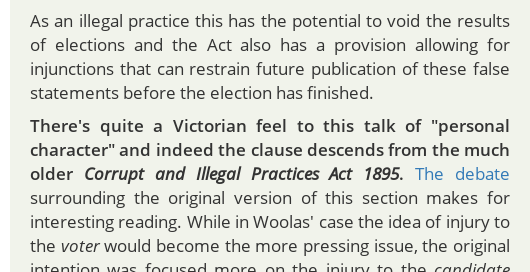 As an illegal practice this has the potential to void the results
of elections and the Act also has a provision allowing for
injunctions that can restrain future publication of these false
statements before the election has finished.
There's quite a Victorian feel to this talk of "personal
character" and indeed the clause descends from the much
older Corrupt and Illegal Practices Act 1895. The debate
surrounding the original version of this section makes for
interesting reading. While in Woolas' case the idea of injury to
the voter would become the more pressing issue, the original
intention was focused more on the injury to the candidate